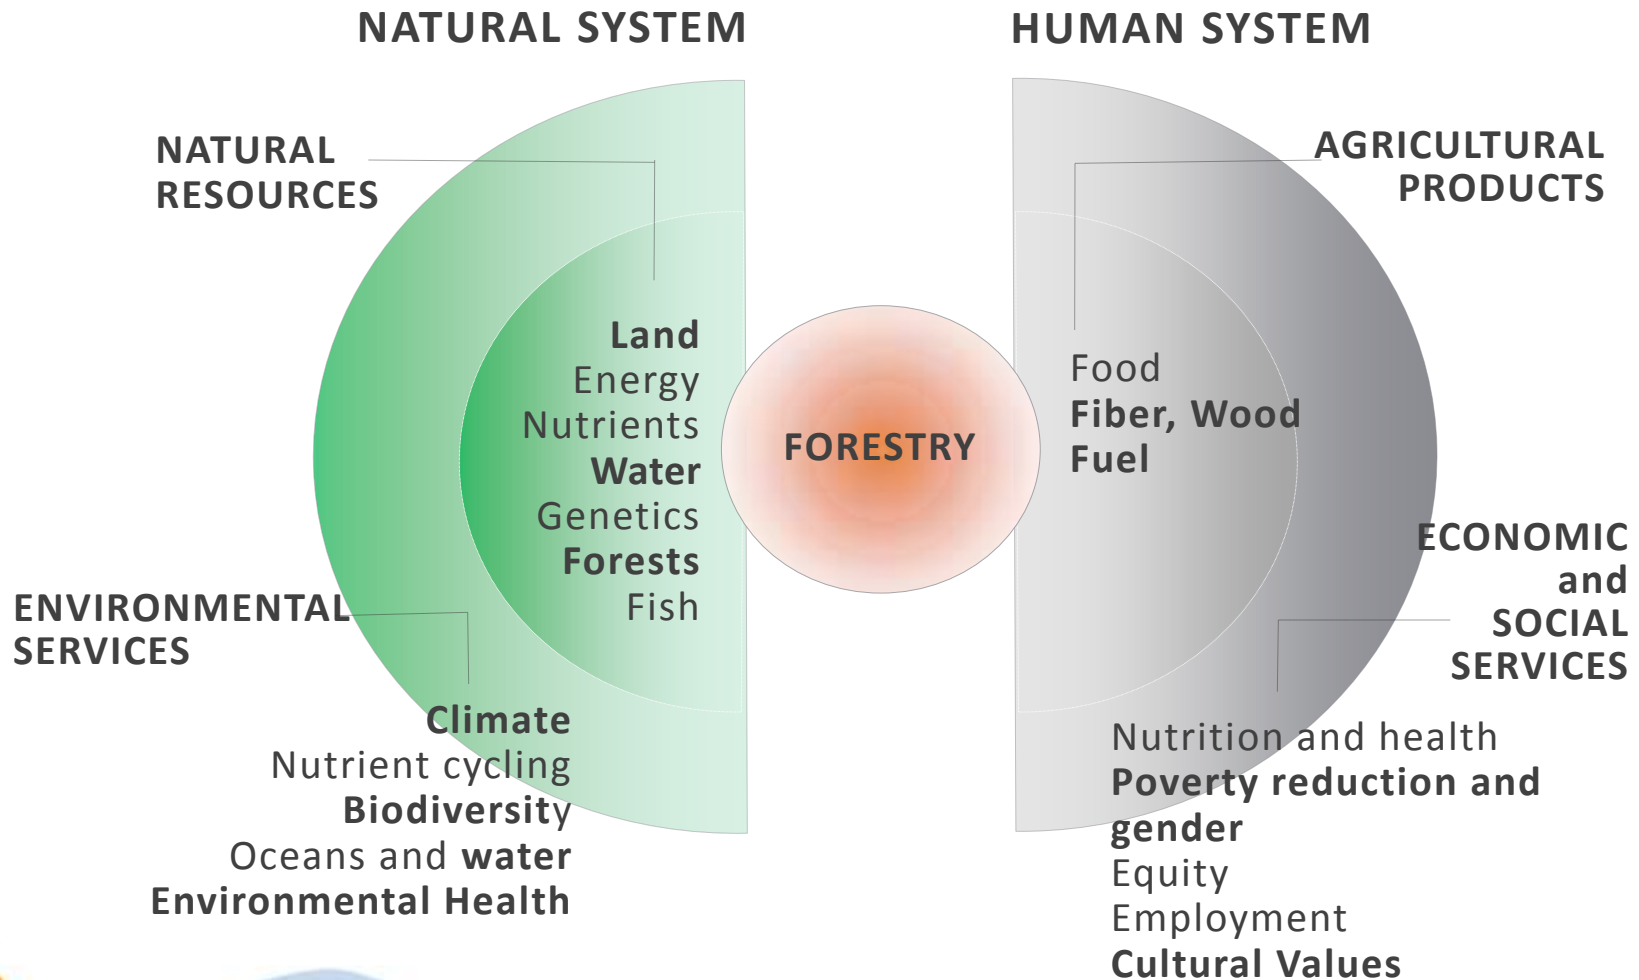 NATURAL SYSTEM
HUMAN SYSTEM
NATURAL
RESOURCES
AGRICULTURAL
PRODUCTS
Land
Energy
Nutrients
Water
Genetics
Forests
Fish
FORESTRY
Food
Fiber, Wood
Fuel
ENVIRONMENTAL
SERVICES
ECONOMIC
and
SOCIAL
SERVICES
Climate
Nutrient cycling
Biodiversity
Oceans and water
Environmental Health
Nutrition and health
Poverty reduction and
gender
Equity
Employment
Cultural Values